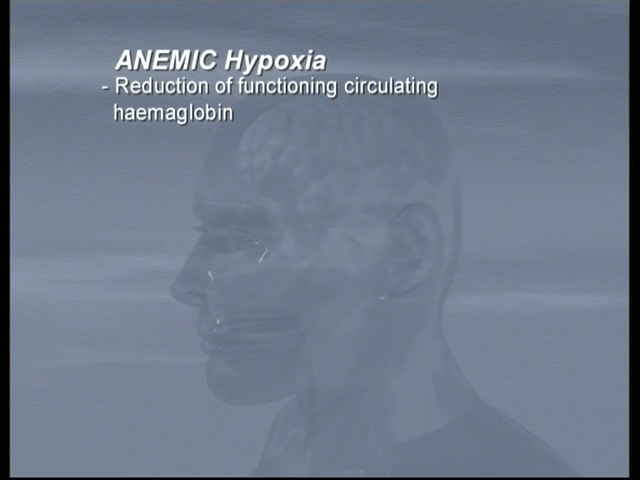 ANEMIC Hypoxia
- Reduction of functioning circulating
haemaglobin